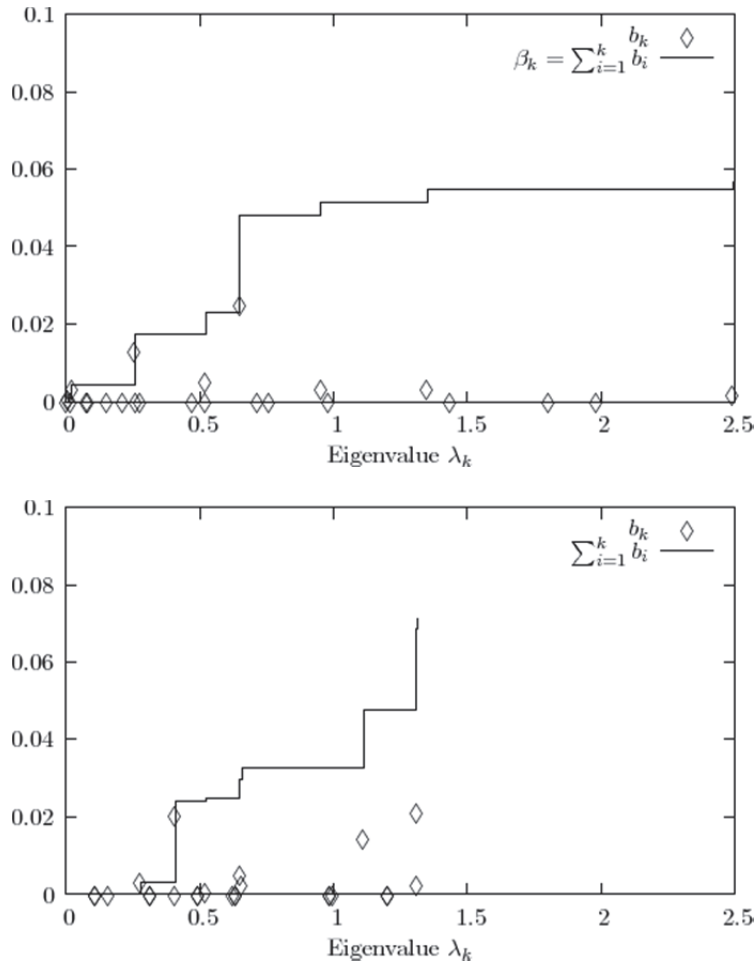 0.1
b_k ◇
β_k = ∑_{i=1}^{k} b_i
0.08
0.06
0.04
0.02
0
0 0.5 1 1.5 2 2.5
Eigenvalue λ_k
0.1
b_k ◇
∑_{i=1}^{k} b_i
0.08
0.06
0.04
0.02
0
0 0.5 1 1.5 2 2.5
Eigenvalue λ_k